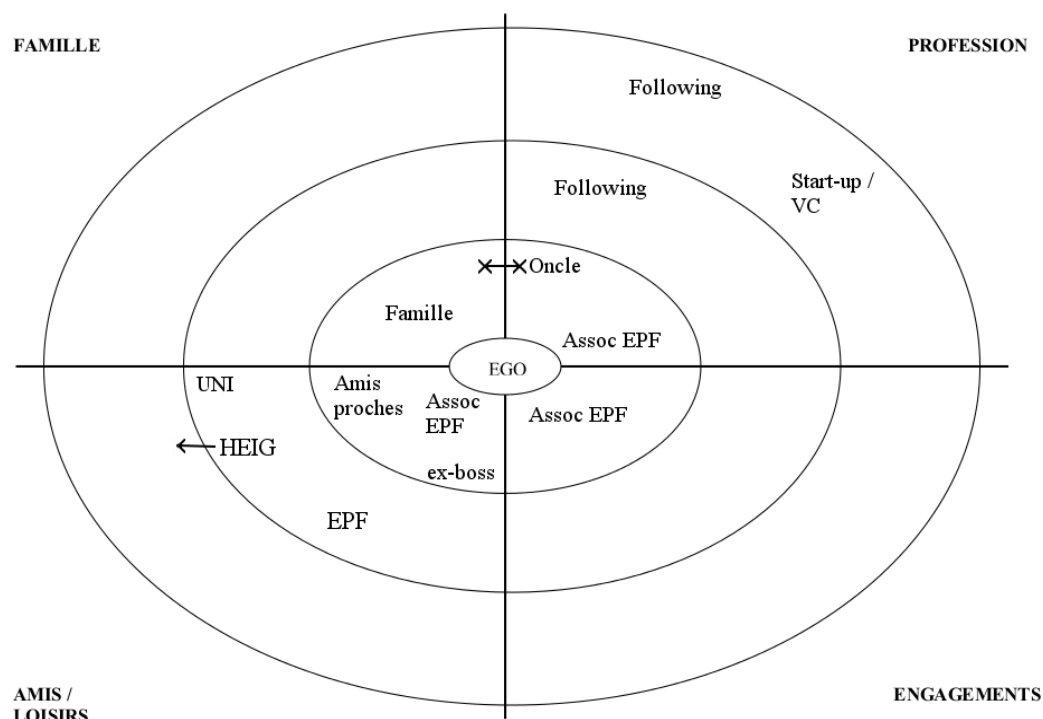 FAMILLE
PROFESSION
Following
Following
Start-up /
VC
Oncle
Famille
Assoc EPF
EGO
UNI
Amis
proches
Assoc
EPF
Assoc EPF
HEIG
ex-boss
EPF
AMIS /
LOISIRS
ENGAGEMENTS